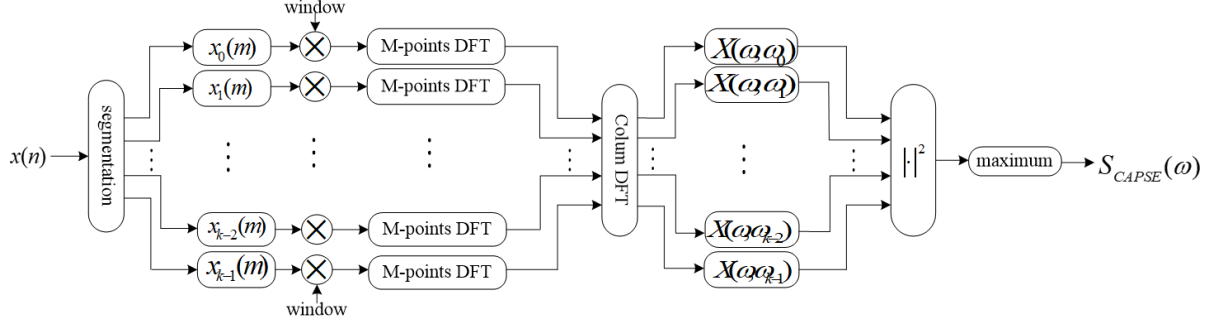 window
x₀(m)
M-points DFT
X(ω,ω₀)
x₁(m)
M-points DFT
X(ω,ω₁)
segmentation
Colum DFT
x(n)
|·|²
maximum
S_CAPSE(ω)
xₖ₋₂(m)
M-points DFT
X(ω,ωₖ₋₂)
xₖ₋₁(m)
M-points DFT
X(ω,ωₖ₋₁)
window